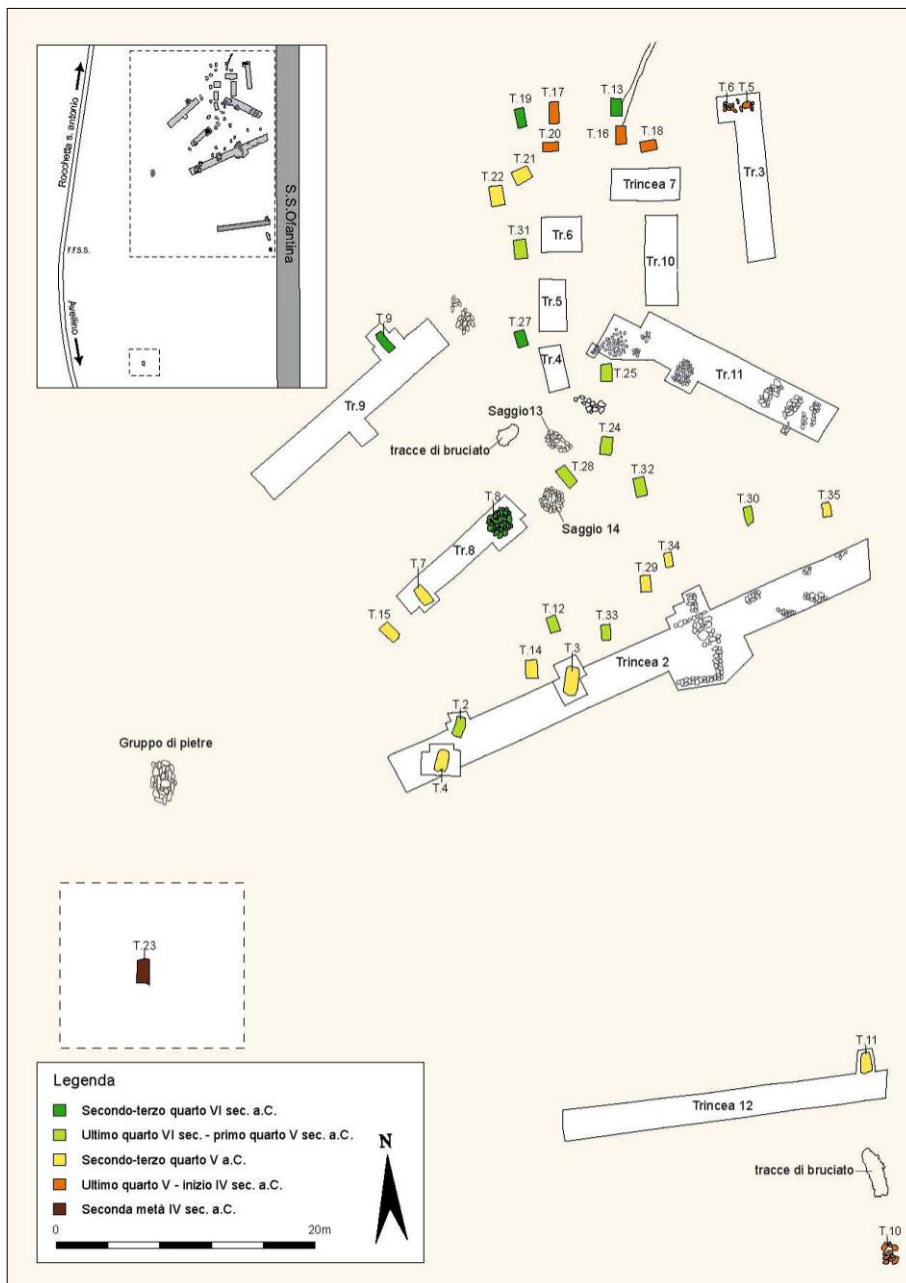 Rocchetta s. antonio
F.F.S.S.
Avellino
S.S.Ofantina
T.19
T.17
T.13
T.6
T.5
T.20
T.16
T.18
T.21
T.22
Trincea 7
Tr.3
T.31
Tr.6
Tr.10
Tr.5
T.9
T.27
Tr.4
T.25
Tr.11
Tr.9
Saggio13
tracce di bruciato
T.24
T.28
T.32
T.8
Saggio 14
T.30
T.35
Tr.8
T.7
T.34
T.29
T.15
T.12
T.33
T.14
T.3
Trincea 2
T.2
T.4
Gruppo di pietre
T.23
T.11
Trincea 12
tracce di bruciato
T.10
Legenda
Secondo-terzo quarto VI sec. a.C.
Ultimo quarto VI sec. - primo quarto V sec. a.C.
Secondo-terzo quarto V a.C.
Ultimo quarto V - inizio IV sec. a.C.
Seconda metà IV sec. a.C.
N
0 20m